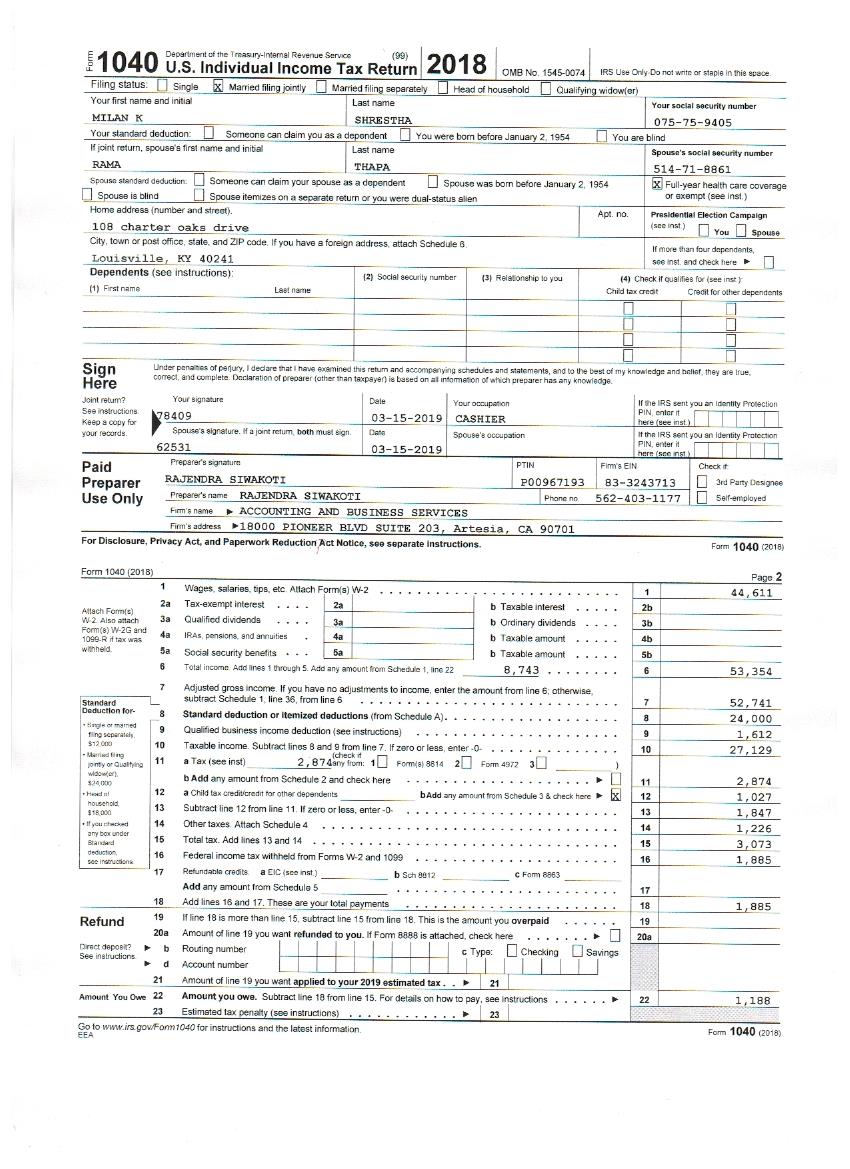 Form 1040 Department of the Treasury-Internal Revenue Service (99) U.S. Individual Income Tax Return 2018 OMB No. 1545-0074 IRS Use Only-Do not write or staple in this space.
Filing status: Single X Married filing jointly Married filing separately Head of household Qualifying widow(er)
Your first name and initial Last name Your social security number
MILAN K SHRESTHA 075-75-9405
Your standard deduction: Someone can claim you as a dependent You were born before January 2, 1954 You are blind
If joint return, spouse's first name and initial Last name Spouse's social security number
RAMA THAPA 514-71-8861
Spouse standard deduction: Someone can claim your spouse as a dependent Spouse was born before January 2, 1954 X Full-year health care coverage
Spouse is blind Spouse itemizes on a separate return or you were dual-status alien or exempt (see inst.)
Home address (number and street). Apt. no. Presidential Election Campaign
108 charter oaks drive (see inst.) You Spouse
City, town or post office, state, and ZIP code. If you have a foreign address, attach Schedule 6. If more than four dependents,
Louisville, KY 40241 see inst. and check here ►
Dependents (see instructions): (2) Social security number (3) Relationship to you (4) Check if qualifies for (see inst.):
(1) First name Last name Child tax credit Credit for other dependents
Sign Here Under penalties of perjury, I declare that I have examined this return and accompanying schedules and statements, and to the best of my knowledge and belief, they are true,
correct, and complete. Declaration of preparer (other than taxpayer) is based on all information of which preparer has any knowledge.
Joint return? See instructions. Keep a copy for your records.
Your signature Date Your occupation If the IRS sent you an Identity Protection
78409 03-15-2019 CASHIER PIN, enter it here (see inst.)
Spouse's signature. If a joint return, both must sign. Date Spouse's occupation If the IRS sent you an Identity Protection
62531 03-15-2019 PIN, enter it here (see inst.)
Paid Preparer Use Only
Preparer's signature PTIN Firm's EIN Check if:
RAJENDRA SIWAKOTI P00967193 83-3243713 3rd Party Designee
Preparer's name RAJENDRA SIWAKOTI Phone no. 562-403-1177 Self-employed
Firm's name ► ACCOUNTING AND BUSINESS SERVICES
Firm's address ►18000 PIONEER BLVD SUITE 203, Artesia, CA 90701
For Disclosure, Privacy Act, and Paperwork Reduction Act Notice, see separate instructions. Form 1040 (2018)
Form 1040 (2018) Page 2
1 Wages, salaries, tips, etc. Attach Form(s) W-2 1 44,611
Attach Form(s) W-2. Also attach Form(s) W-2G and 1099-R if tax was withheld.
2a Tax-exempt interest 2a b Taxable interest 2b
3a Qualified dividends 3a b Ordinary dividends 3b
4a IRAs, pensions, and annuities 4a b Taxable amount 4b
5a Social security benefits 5a b Taxable amount 5b
6 Total income. Add lines 1 through 5. Add any amount from Schedule 1, line 22 8,743 6 53,354
7 Adjusted gross income. If you have no adjustments to income, enter the amount from line 6; otherwise,
subtract Schedule 1, line 36, from line 6 7 52,741
Standard Deduction for-
• Single or married filing separately, $12,000
• Married filing jointly or Qualifying widow(er), $24,000
• Head of household, $18,000
• If you checked any box under Standard deduction, see instructions.
8 Standard deduction or itemized deductions (from Schedule A) 8 24,000
9 Qualified business income deduction (see instructions) 9 1,612
10 Taxable income. Subtract lines 8 and 9 from line 7. If zero or less, enter -0- 10 27,129
11 a Tax (see inst) 2,874 (check if any from: 1 Form(s) 8814 2 Form 4972 3 )
b Add any amount from Schedule 2 and check here ► 11 2,874
12 a Child tax credit/credit for other dependents b Add any amount from Schedule 3 & check here ► X 12 1,027
13 Subtract line 12 from line 11. If zero or less, enter -0- 13 1,847
14 Other taxes. Attach Schedule 4 14 1,226
15 Total tax. Add lines 13 and 14 15 3,073
16 Federal income tax withheld from Forms W-2 and 1099 16 1,885
17 Refundable credits: a EIC (see inst.) b Sch 8812 c Form 8863
Add any amount from Schedule 5 17
18 Add lines 16 and 17. These are your total payments 18 1,885
Refund 19 If line 18 is more than line 15, subtract line 15 from line 18. This is the amount you overpaid 19
20a Amount of line 19 you want refunded to you. If Form 8888 is attached, check here ► 20a
Direct deposit? See instructions.
► b Routing number c Type: Checking Savings
► d Account number
21 Amount of line 19 you want applied to your 2019 estimated tax ► 21
Amount You Owe 22 Amount you owe. Subtract line 18 from line 15. For details on how to pay, see instructions ► 22 1,188
23 Estimated tax penalty (see instructions) ► 23
Go to www.irs.gov/Form1040 for instructions and the latest information. Form 1040 (2018)
EEA